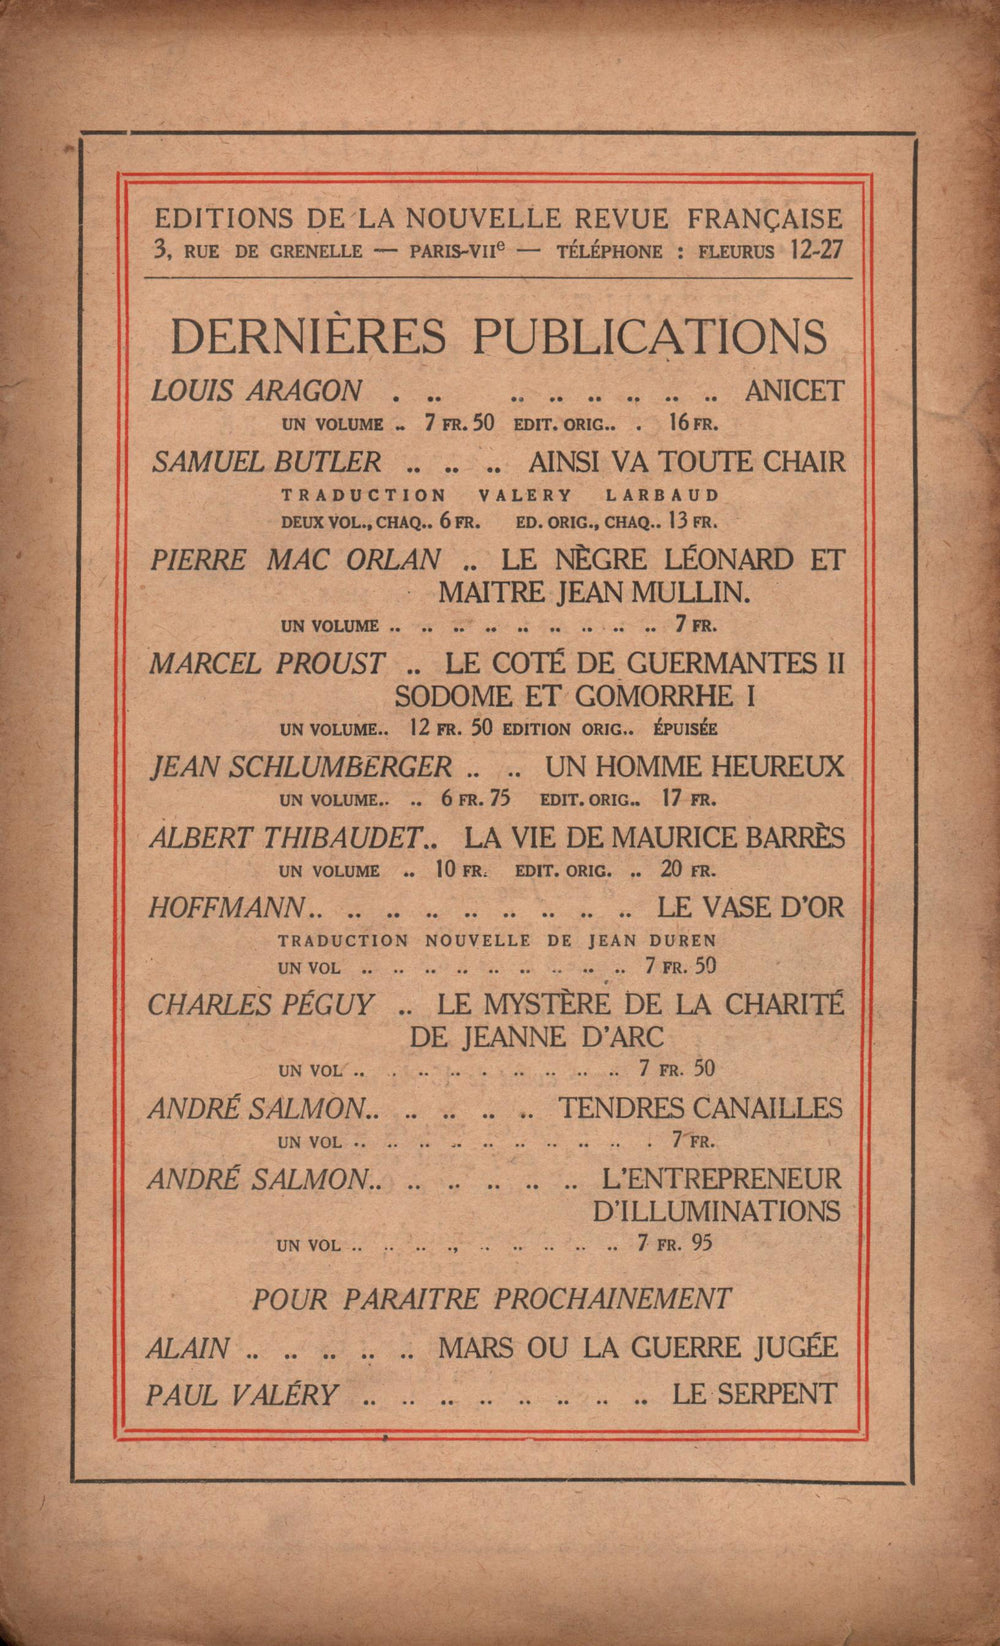 EDITIONS DE LA NOUVELLE REVUE FRANÇAISE
3, RUE DE GRENELLE — PARIS-VIIe — TÉLÉPHONE : FLEURUS 12-27
DERNIÈRES PUBLICATIONS
LOUIS ARAGON . .. .. .. .. .. .. .. ANICET
UN VOLUME .. 7 FR. 50 EDIT. ORIG.. . 16 FR.
SAMUEL BUTLER .. .. .. AINSI VA TOUTE CHAIR
TRADUCTION VALERY LARBAUD
DEUX VOL., CHAQ.. 6 FR. ED. ORIG., CHAQ.. 13 FR.
PIERRE MAC ORLAN .. LE NÈGRE LÉONARD ET
MAITRE JEAN MULLIN.
UN VOLUME .. .. .. .. .. .. .. .. .. 7 FR.
MARCEL PROUST .. LE COTÉ DE GUERMANTES II
SODOME ET GOMORRHE I
UN VOLUME.. 12 FR. 50 EDITION ORIG.. ÉPUISÉE
JEAN SCHLUMBERGER .. .. UN HOMME HEUREUX
UN VOLUME.. .. 6 FR. 75 EDIT. ORIG.. 17 FR.
ALBERT THIBAUDET.. LA VIE DE MAURICE BARRÈS
UN VOLUME .. 10 FR. EDIT. ORIG. .. 20 FR.
HOFFMANN.. .. .. .. .. .. .. .. .. LE VASE D'OR
TRADUCTION NOUVELLE DE JEAN DUREN
UN VOL .. .. .. .. .. .. .. .. .. 7 FR. 50
CHARLES PÉGUY .. LE MYSTÈRE DE LA CHARITÉ
DE JEANNE D'ARC
UN VOL .. . .. .. . .. .. .. .. 7 FR. 50
ANDRÉ SALMON.. .. .. .. .. TENDRES CANAILLES
UN VOL .. .. .. .. .. .. .. .. .. . 7 FR.
ANDRÉ SALMON.. .. .. .. .. .. L'ENTREPRENEUR
D'ILLUMINATIONS
UN VOL .. .. .. ., .. .. .. .. .. 7 FR. 95
POUR PARAITRE PROCHAINEMENT
ALAIN .. .. .. .. .. MARS OU LA GUERRE JUGÉE
PAUL VALÉRY .. .. .. .. .. .. .. .. LE SERPENT